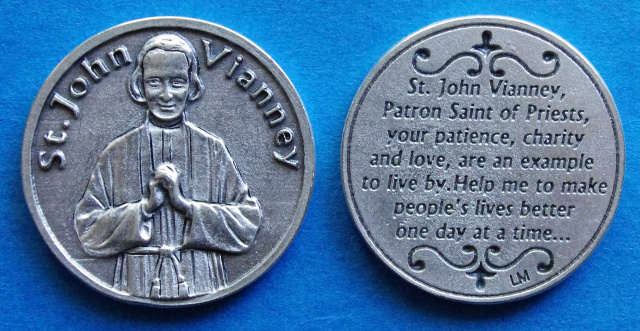 St. John Vianney
St. John Vianney,
Patron Saint of Priests,
your patience, charity
and love, are an example
to live by. Help me to make
people's lives better
one day at a time...
LM